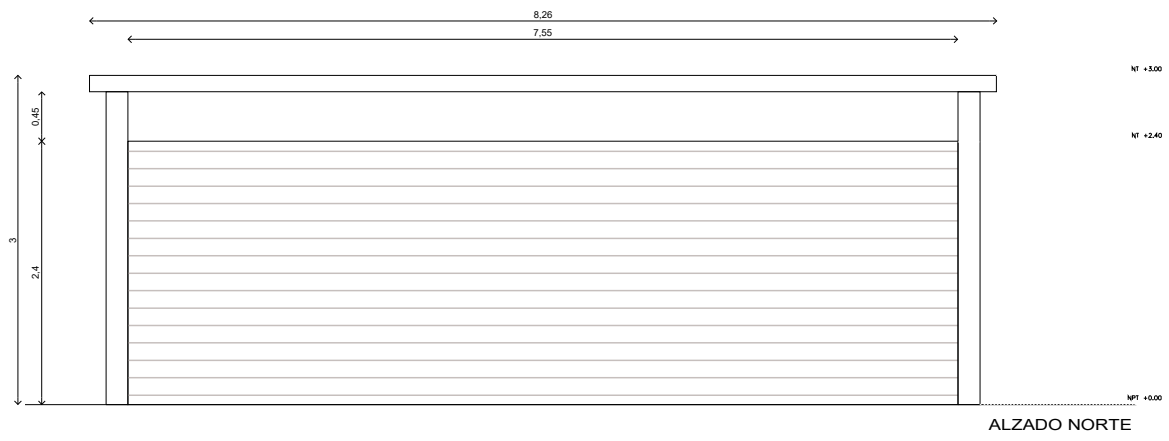 8,26
7,55
NT +3.00
0,45
NT +2.40
3
2,4
NPT +0.00
ALZADO NORTE